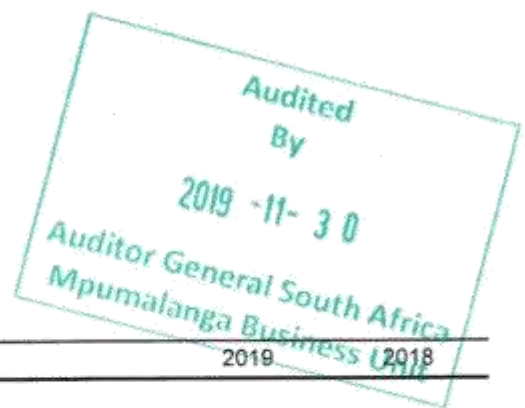 Audited
By
2019 -11- 30
Auditor General South Africa
Mpumalanga Business Unit
2019 2018